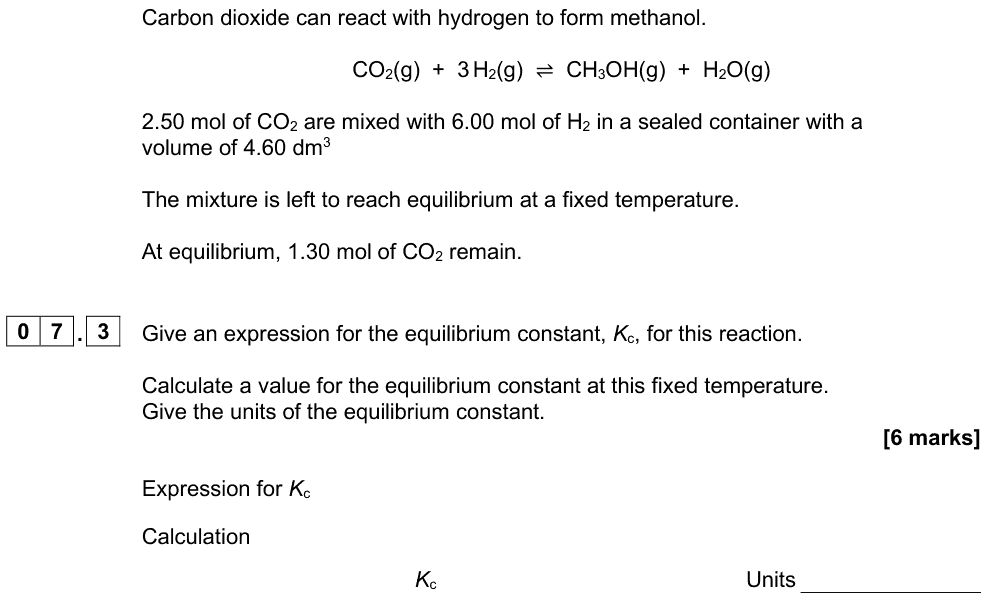 Carbon dioxide can react with hydrogen to form methanol.
CO₂(g) + 3 H₂(g) ⇌ CH₃OH(g) + H₂O(g)
2.50 mol of CO₂ are mixed with 6.00 mol of H₂ in a sealed container with a
volume of 4.60 dm³
The mixture is left to reach equilibrium at a fixed temperature.
At equilibrium, 1.30 mol of CO₂ remain.
0 7 . 3 Give an expression for the equilibrium constant, Kc, for this reaction.
Calculate a value for the equilibrium constant at this fixed temperature.
Give the units of the equilibrium constant.
[6 marks]
Expression for Kc
Calculation
Kc Units